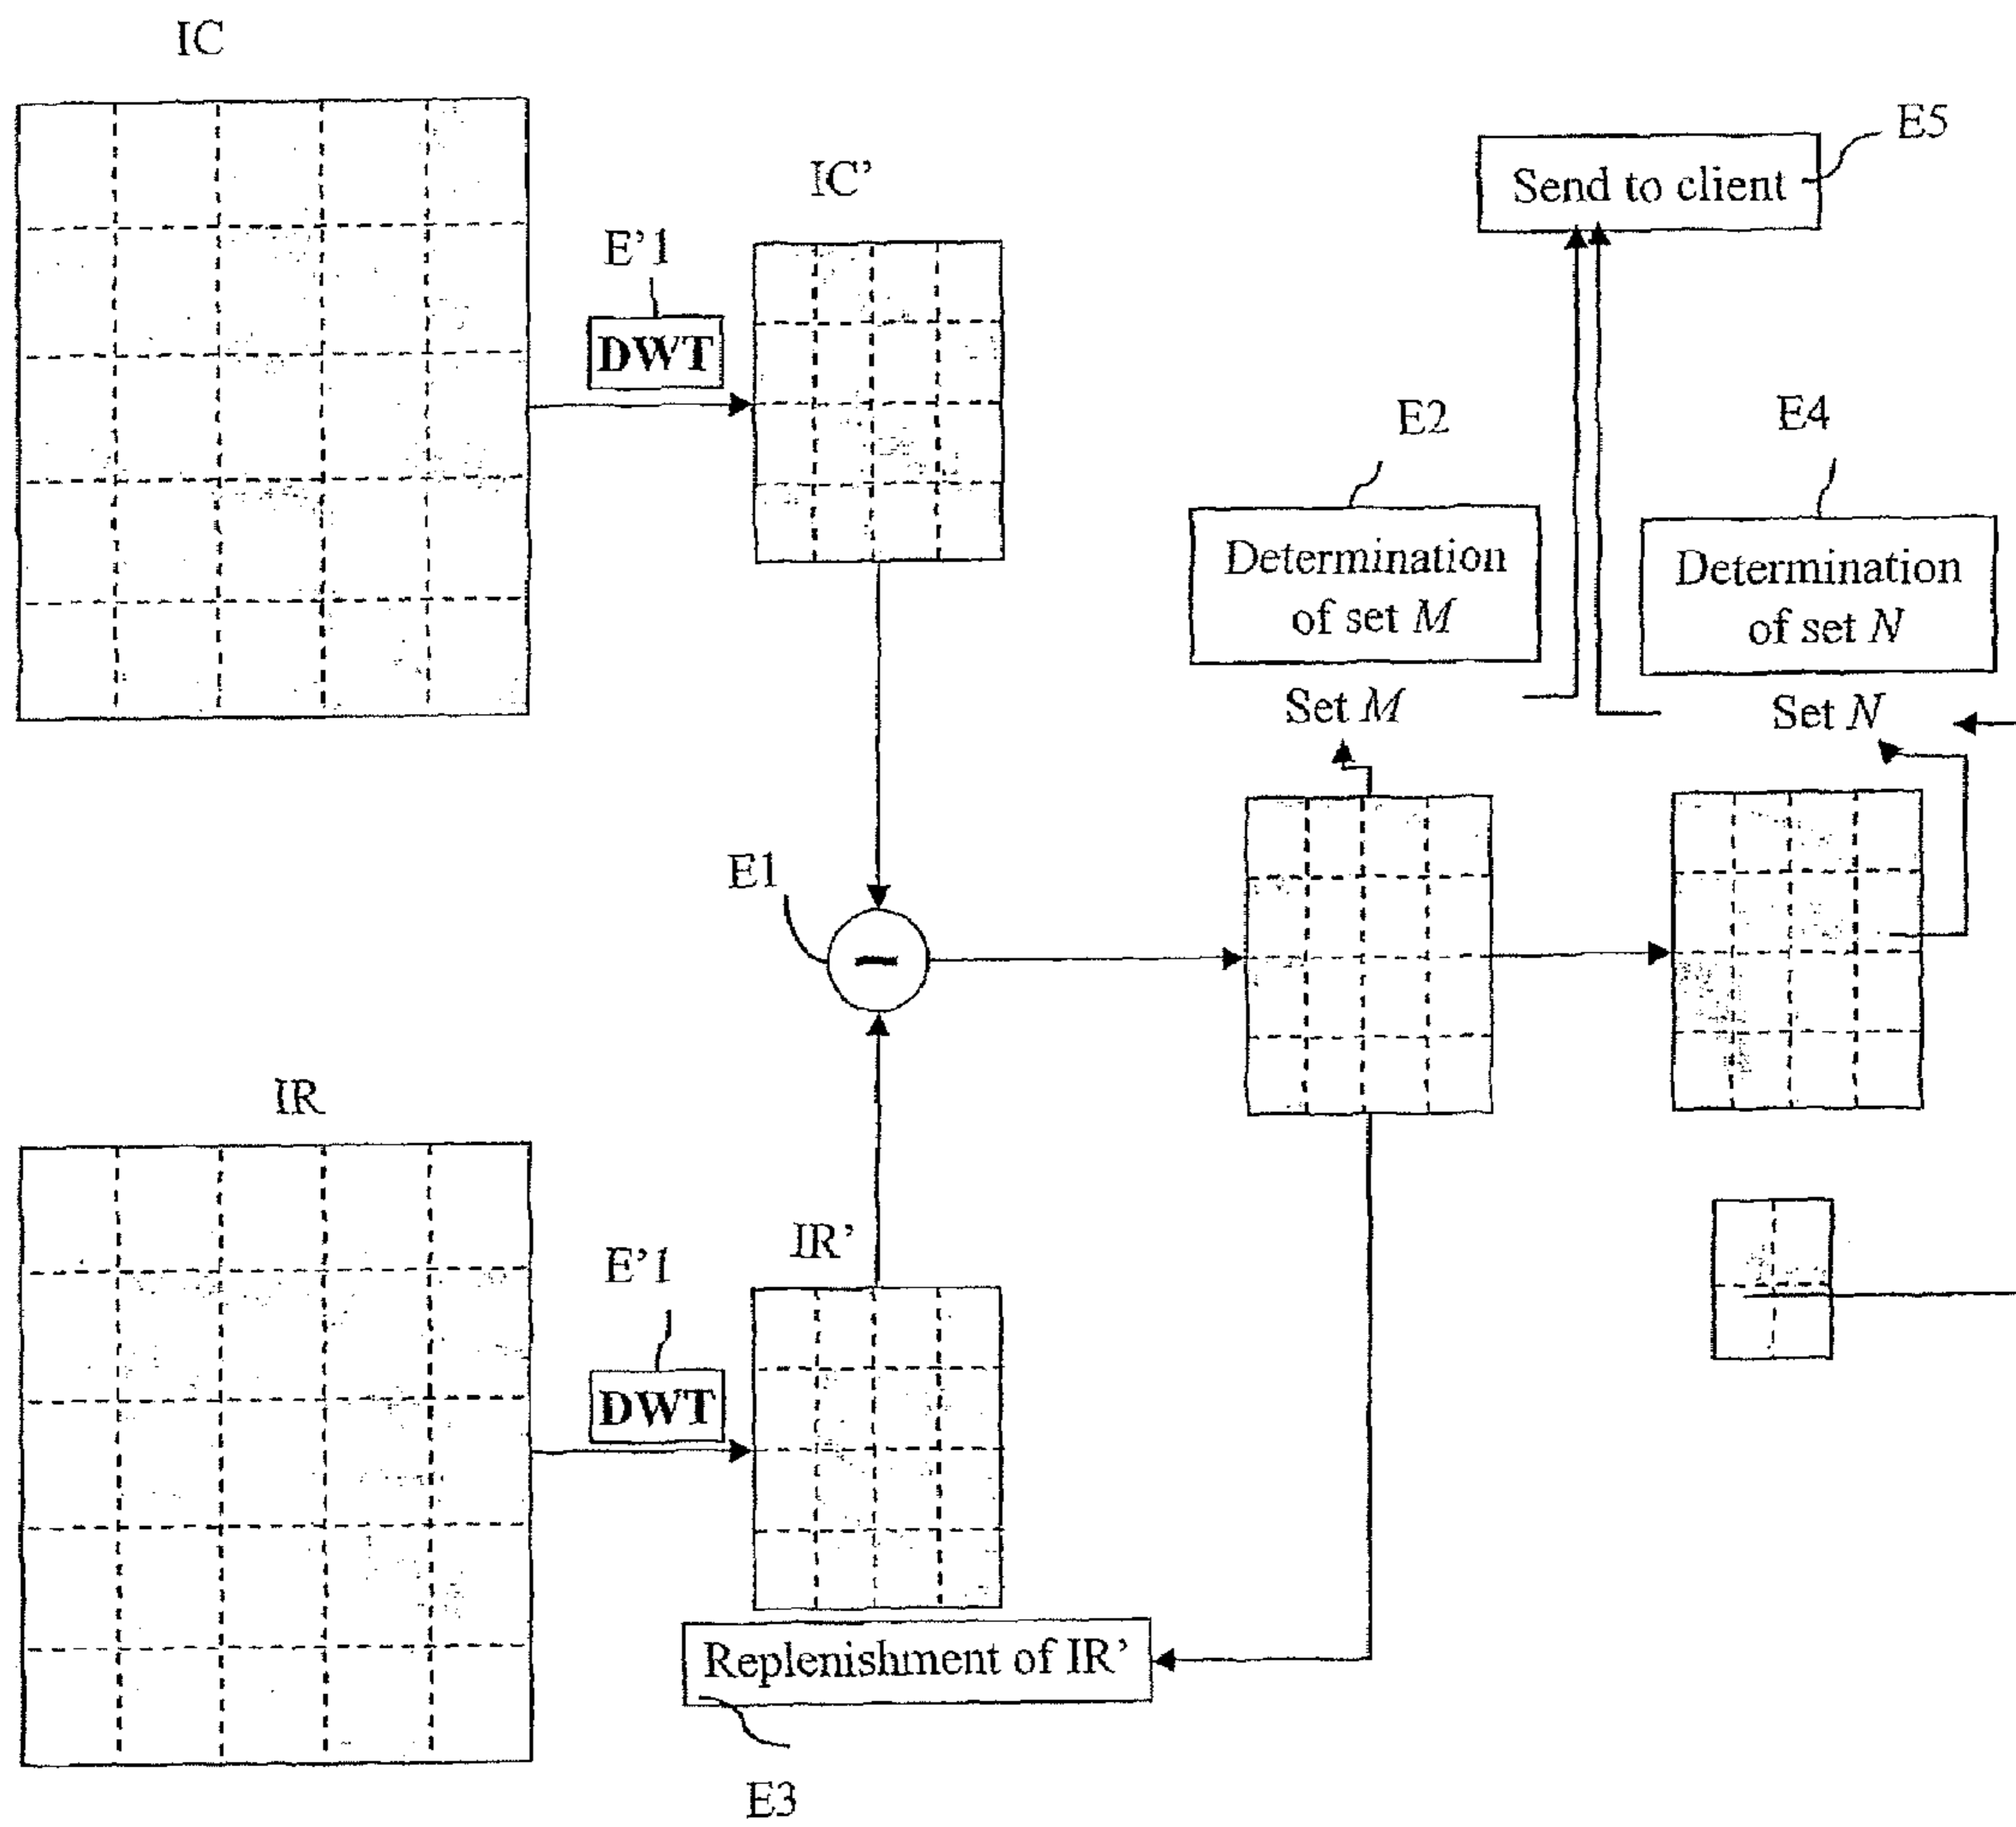 IC
E5
Send to client
IC’
E’1
DWT
E2
E4
Determination
of set M
Determination
of set N
Set M
Set N
E1
IR
IR’
E’1
DWT
Replenishment of IR’
E3